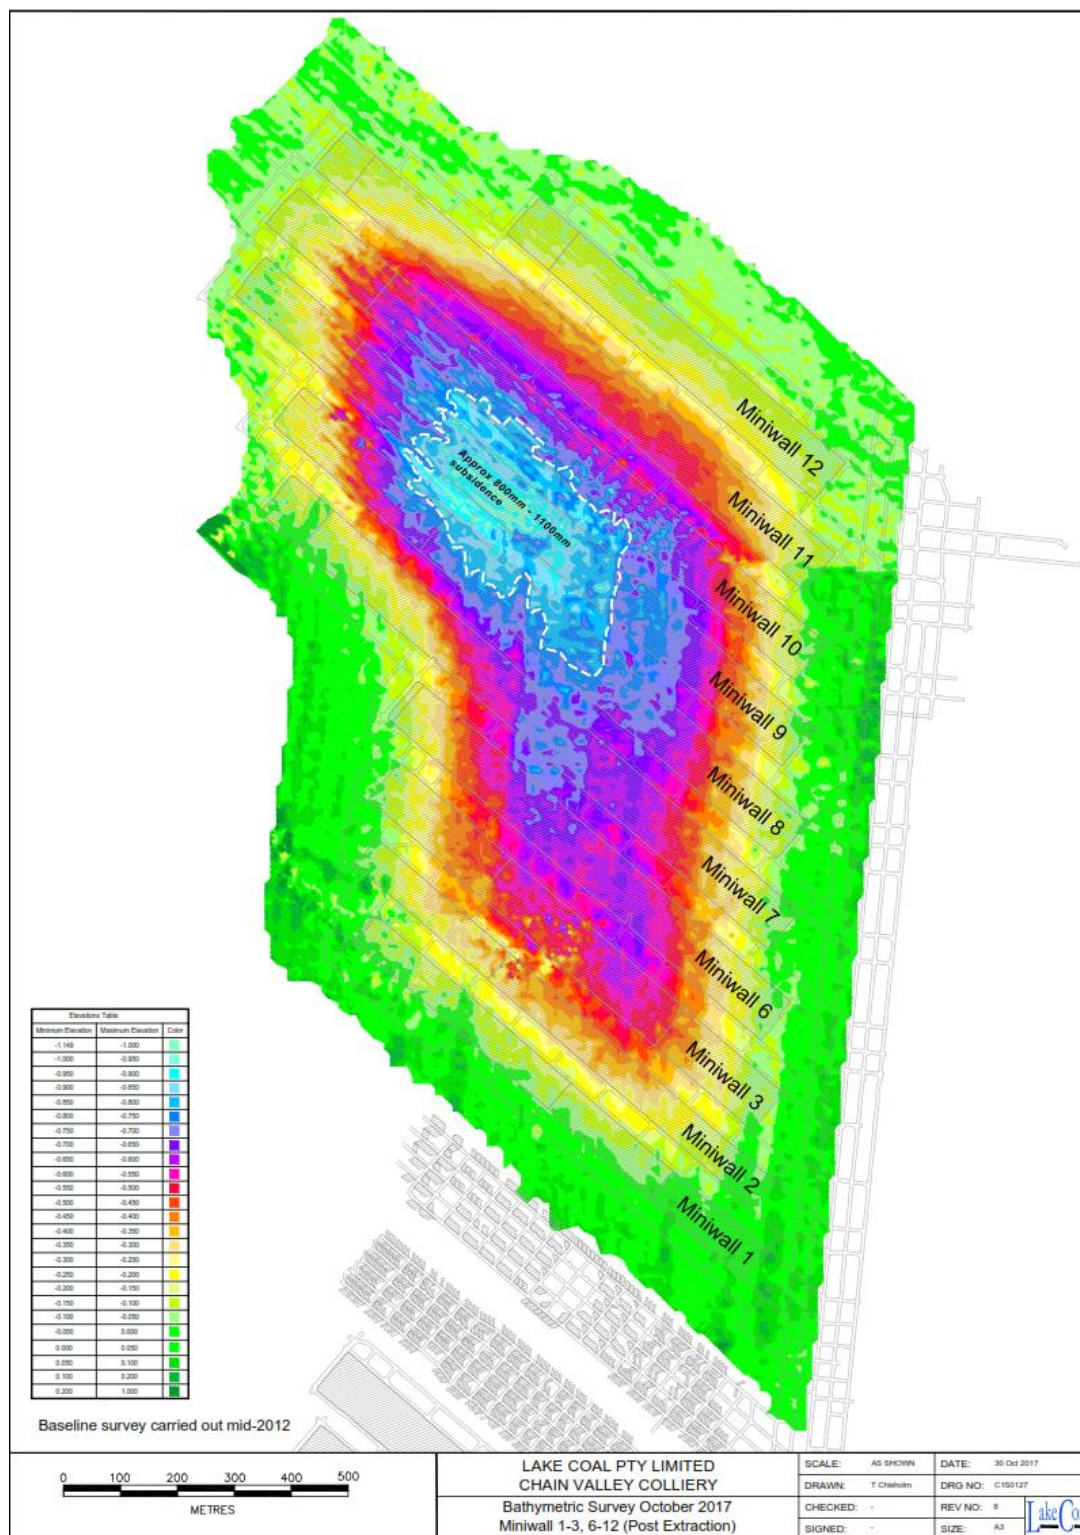 Miniwall 12
Approx 800mm - 1100mm
subsidence
Miniwall 11
Miniwall 10
Miniwall 9
Miniwall 8
Miniwall 7
Miniwall 6
Miniwall 3
Miniwall 2
Miniwall 1
Elevations Table
Minimum Elevation Maximum Elevation Color
-1.149 -1.000
-1.000 -0.950
-0.950 -0.900
-0.900 -0.850
-0.850 -0.800
-0.800 -0.750
-0.750 -0.700
-0.700 -0.650
-0.650 -0.600
-0.600 -0.550
-0.550 -0.500
-0.500 -0.450
-0.450 -0.400
-0.400 -0.350
-0.350 -0.300
-0.300 -0.250
-0.250 -0.200
-0.200 -0.150
-0.150 -0.100
-0.100 -0.050
-0.050 0.000
0.000 0.050
0.050 0.100
0.100 0.200
0.200 1.000
Baseline survey carried out mid-2012
0 100 200 300 400 500
METRES
LAKE COAL PTY LIMITED
CHAIN VALLEY COLLIERY
Bathymetric Survey October 2017
Miniwall 1-3, 6-12 (Post Extraction)
SCALE: AS SHOWN DATE: 30 Oct 2017
DRAWN: T Chisholm DRG NO: C150127
CHECKED: - REV NO: 8
SIGNED: - SIZE: A3
LakeCo